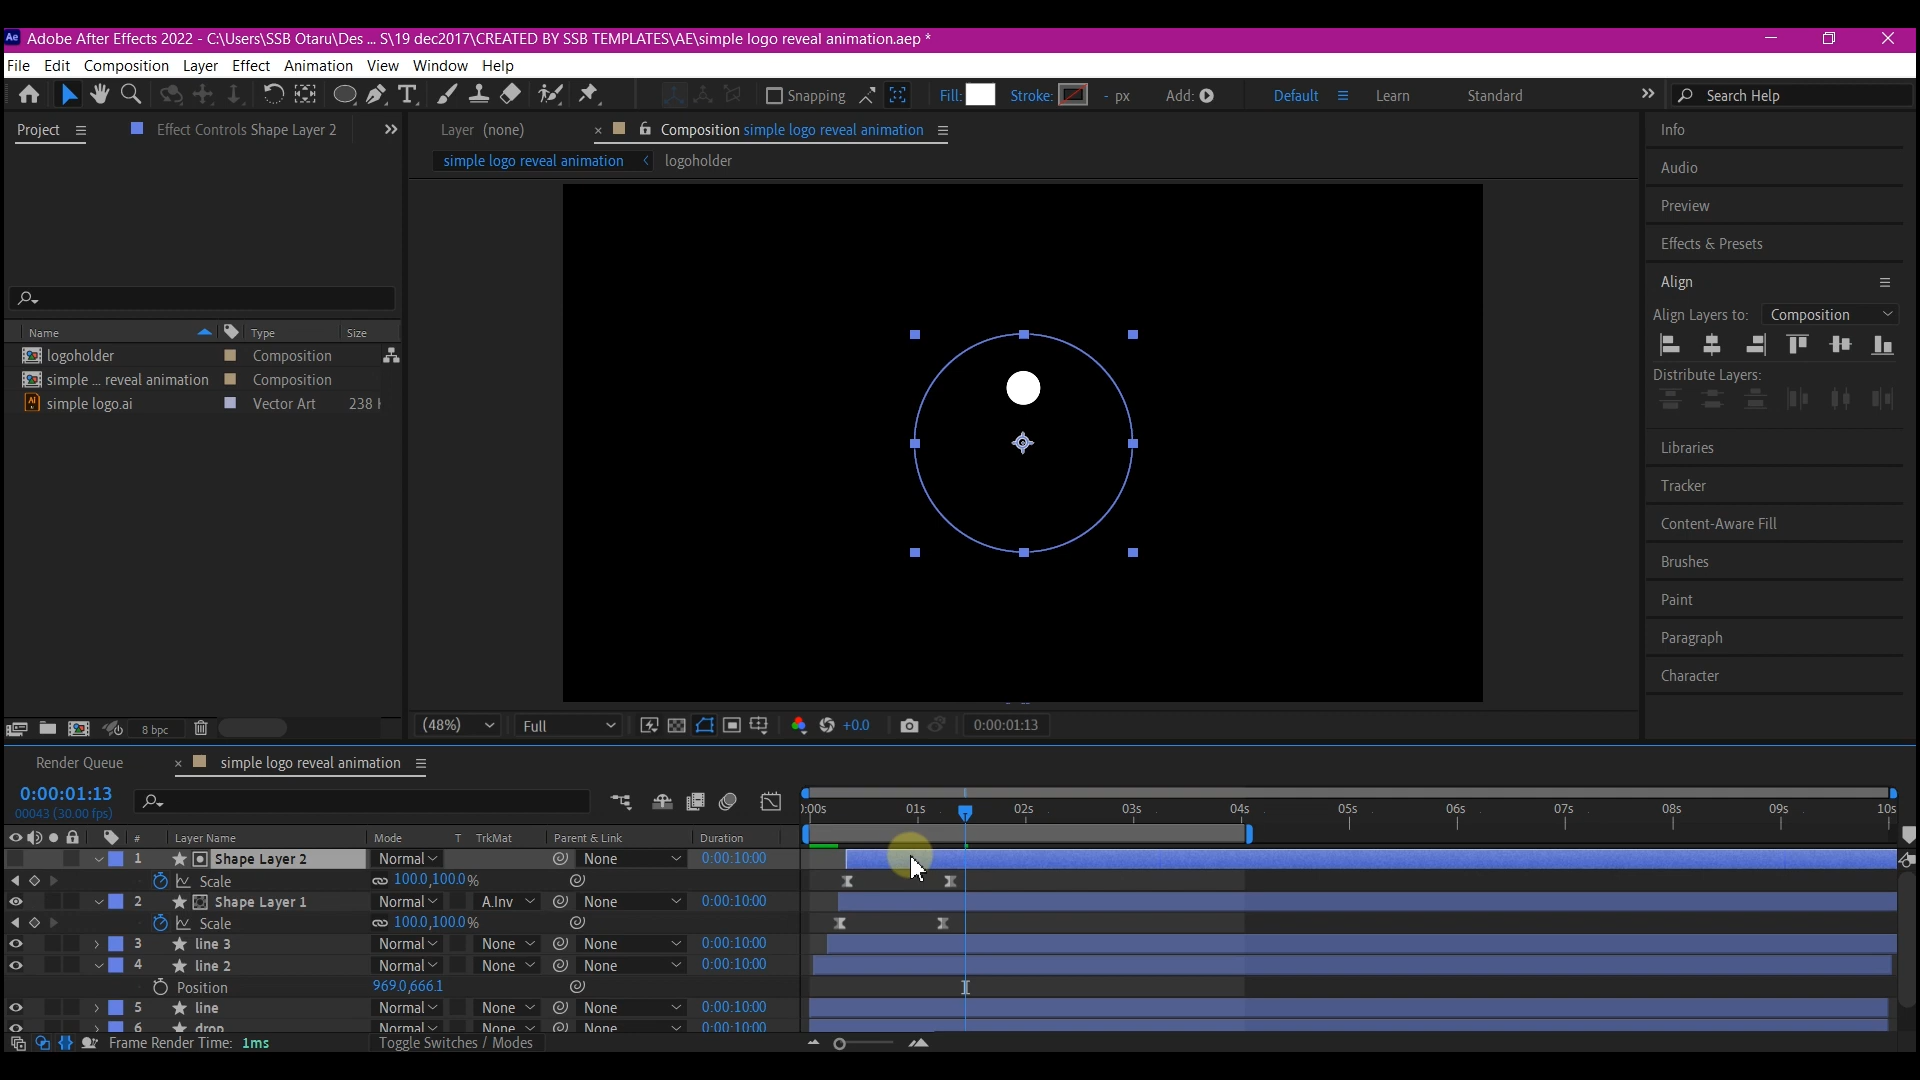 Ae Adobe After Effects 2022 - C:\Users\SSB Otaru\Des ... S\19 dec2017\CREATED BY SSB TEMPLATES\AE\simple logo reveal animation.aep *
File Edit Composition Layer Effect Animation View Window Help
Snapping Fill: Stroke: - px Add: Default Learn Standard Search Help
Project Effect Controls Shape Layer 2 Layer (none) Composition simple logo reveal animation Info
simple logo reveal animation logoholder
Audio
Preview
Effects & Presets
Align
Align Layers to: Composition
Distribute Layers:
Libraries
Tracker
Content-Aware Fill
Brushes
Paint
Paragraph
Character
Name Type Size
logoholder Composition
simple ... reveal animation Composition
simple logo.ai Vector Art 238
8 bpc (48%) Full +0.0 0:00:01:13
Render Queue simple logo reveal animation
0:00:01:13
00043 (30.00 fps)
:00s 01s 02s 03s 04s 05s 06s 07s 08s 09s 10s
# Layer Name Mode T TrkMat Parent & Link Duration
1 Shape Layer 2 Normal None 0:00:10:00
Scale 100.0,100.0%
2 Shape Layer 1 Normal A.Inv None 0:00:10:00
Scale 100.0,100.0%
3 line 3 Normal None None 0:00:10:00
4 line 2 Normal None None 0:00:10:00
Position 969.0,666.1
5 line Normal None None 0:00:10:00
6 drop Normal None None 0:00:10:00
Frame Render Time: 1ms Toggle Switches / Modes